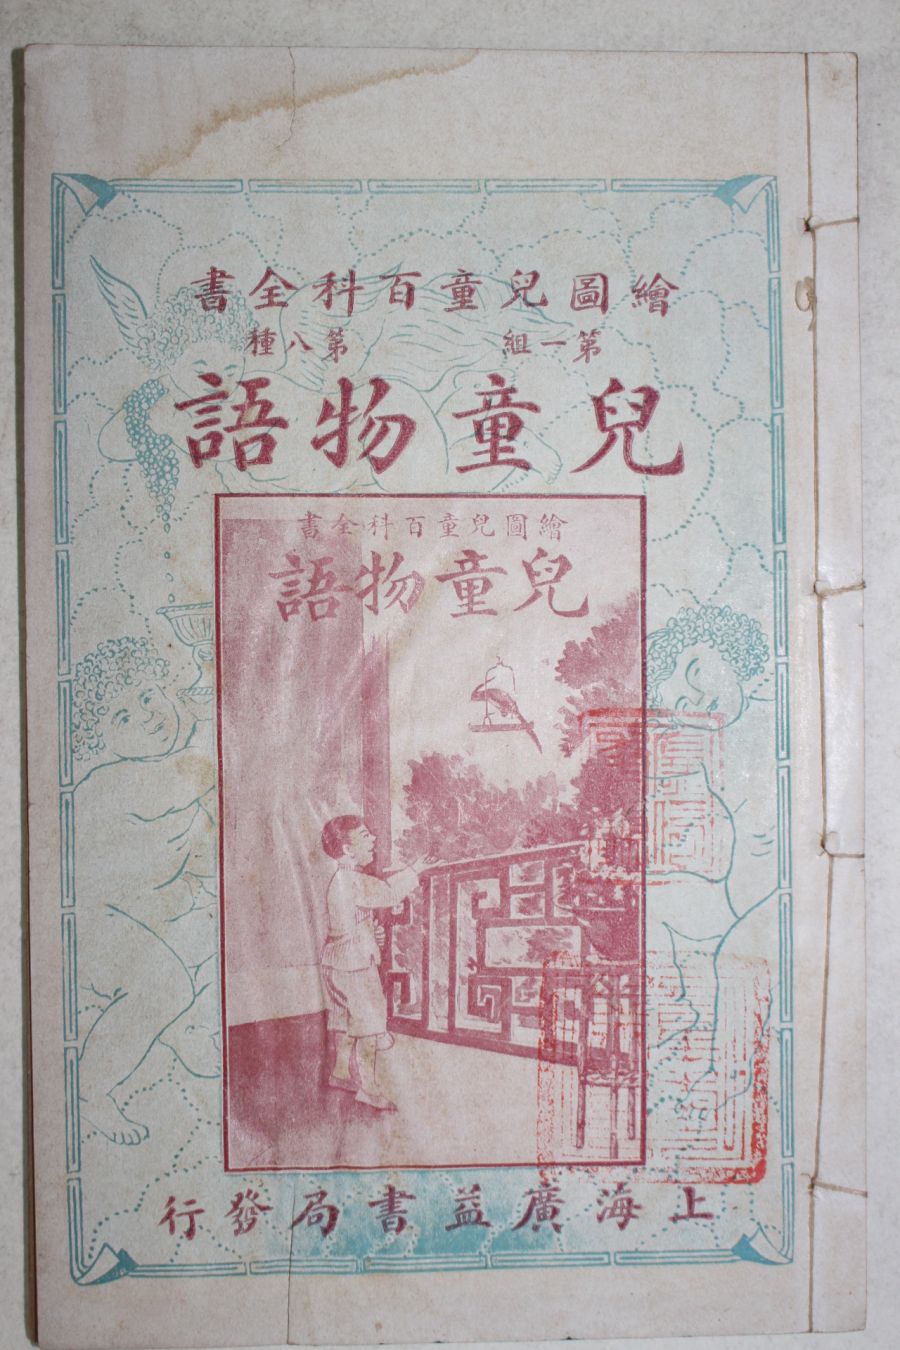 繪圖兒童百科全書
第一組 第八種
兒童物語
繪圖兒童百科全書
兒童物語
上海廣益書局發行